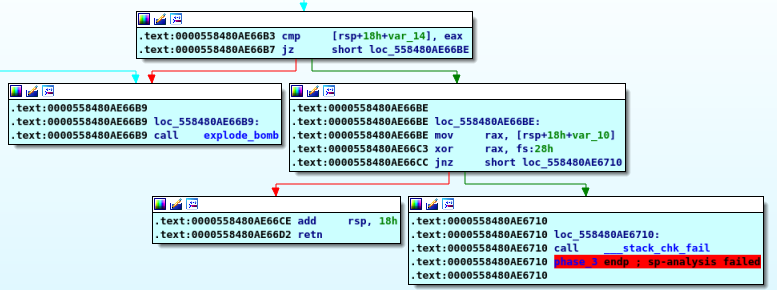 .text:0000558480AE66B3 cmp     [rsp+18h+var_14], eax
.text:0000558480AE66B7 jz      short loc_558480AE66BE
.text:0000558480AE66B9
.text:0000558480AE66B9 loc_558480AE66B9:
.text:0000558480AE66B9 call    explode_bomb
.text:0000558480AE66BE
.text:0000558480AE66BE loc_558480AE66BE:
.text:0000558480AE66BE mov     rax, [rsp+18h+var_10]
.text:0000558480AE66C3 xor     rax, fs:28h
.text:0000558480AE66CC jnz     short loc_558480AE6710
.text:0000558480AE66CE add     rsp, 18h
.text:0000558480AE66D2 retn
.text:0000558480AE6710
.text:0000558480AE6710 loc_558480AE6710:
.text:0000558480AE6710 call    ___stack_chk_fail
.text:0000558480AE6710 phase_3 endp ; sp-analysis failed
.text:0000558480AE6710